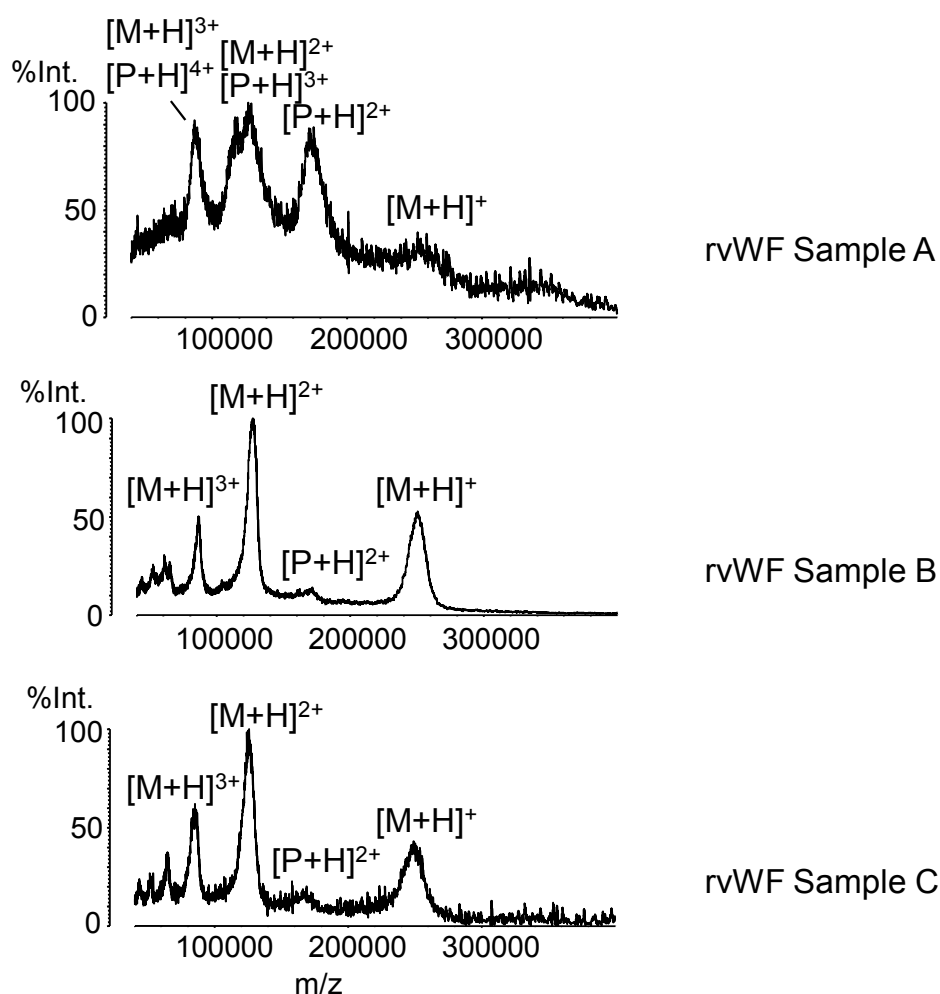 [M+H]³⁺
[M+H]²⁺
%Int.
[P+H]⁴⁺
[P+H]³⁺
[P+H]²⁺
100
50
0
[M+H]⁺
rvWF Sample A
100000 200000 300000
%Int.
[M+H]²⁺
100
[M+H]³⁺
[M+H]⁺
50
[P+H]²⁺
rvWF Sample B
0
100000 200000 300000
%Int.
[M+H]²⁺
100
[M+H]³⁺
[M+H]⁺
50
[P+H]²⁺
rvWF Sample C
0
100000 200000 300000
m/z